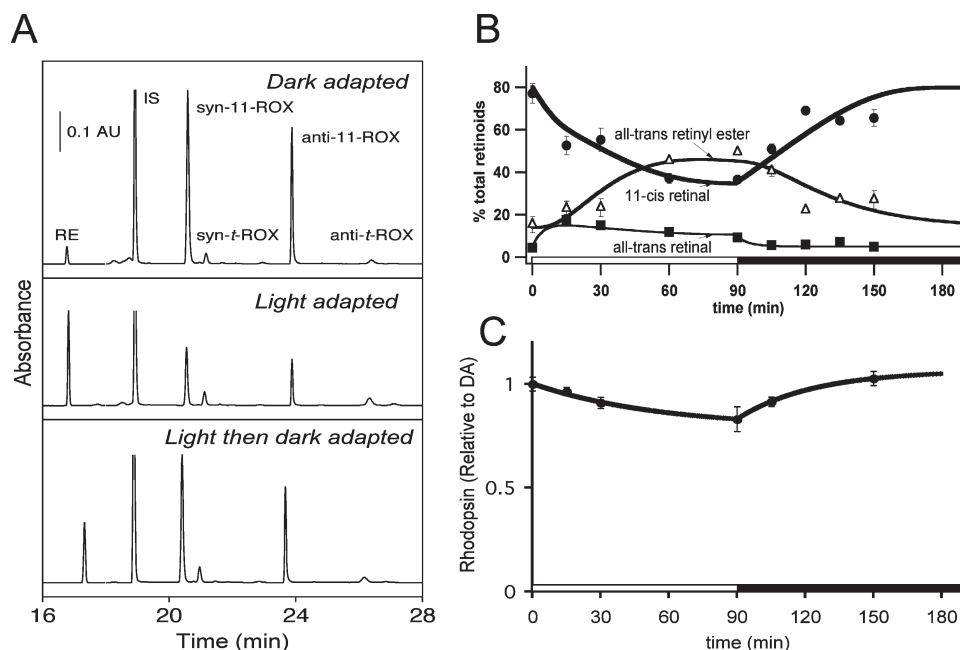 A
Dark adapted
IS
0.1 AU
syn-11-ROX
anti-11-ROX
RE
syn-t-ROX
anti-t-ROX
Light adapted
Light then dark adapted
Absorbance
16 20 24 28
Time (min)
B
80
60
40
20
0
% total retinoids
all-trans retinyl ester
11-cis retinal
all-trans retinal
0 30 60 90 120 150 180
time (min)
C
1
0.5
0
Rhodopsin (Relative to DA)
0 30 60 90 120 150 180
time (min)